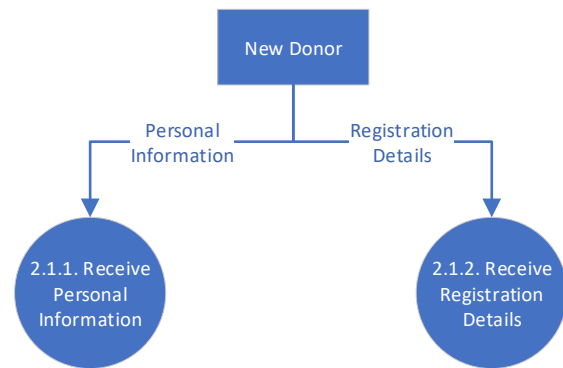 New Donor
Personal
Information
Registration
Details
2.1.1. Receive
Personal
Information
2.1.2. Receive
Registration
Details